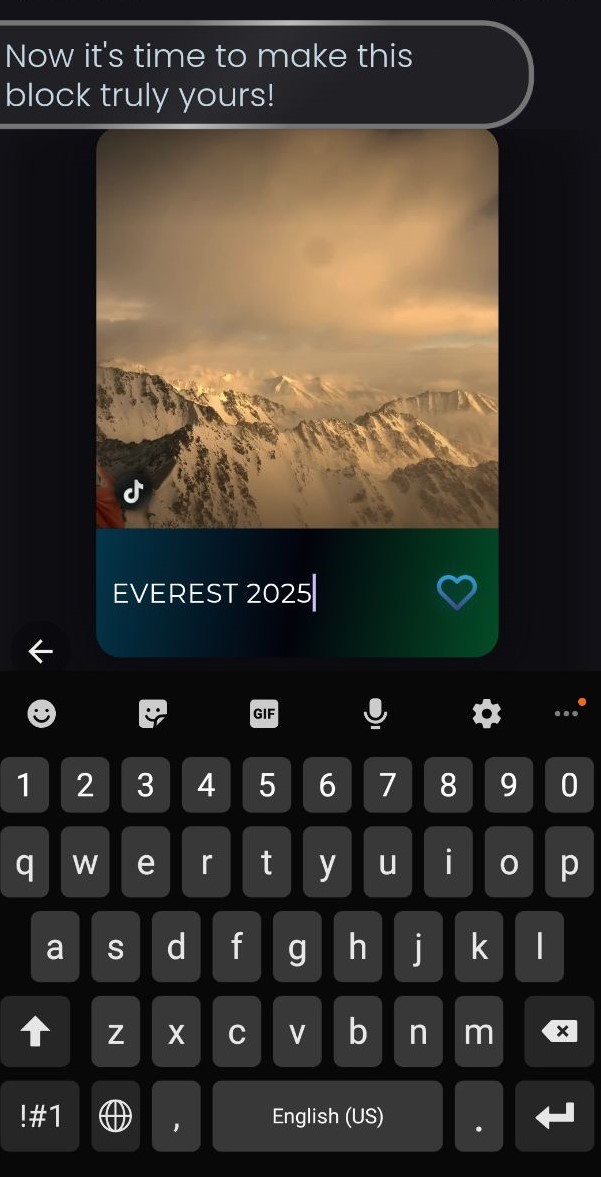 Now it's time to make this
block truly yours!
EVEREST 2025
GIF
1 2 3 4 5 6 7 8 9 0
q w e r t y u i o p
a s d f g h j k l
z x c v b n m
!#1 , English (US) .